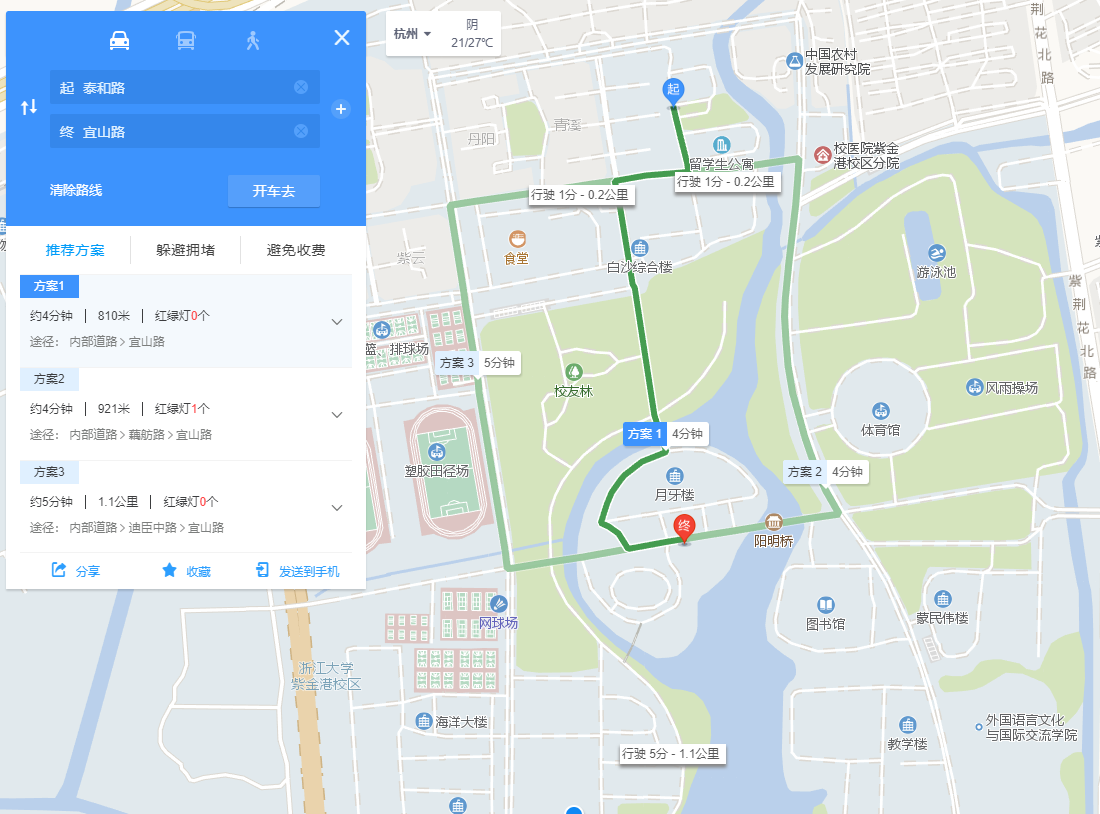 起 泰和路
终 宜山路
清除路线
开车去
推荐方案
躲避拥堵
避免收费
方案1
约4分钟 | 810米 | 红绿灯0个
途径： 内部道路 > 宜山路
方案2
约4分钟 | 921米 | 红绿灯1个
途径： 内部道路 > 藕舫路 > 宜山路
方案3
约5分钟 | 1.1公里 | 红绿灯0个
途径： 内部道路 > 迪臣中路 > 宜山路
分享
收藏
发送到手机
杭州
阴
21/27℃
荆花北路
中国农村
发展研究院
起
丹阳
青溪
留学生公寓
校医院紫金
港校区分院
行驶 1分 - 0.2公里
行驶 1分 - 0.2公里
食堂
紫云
白沙综合楼
游泳池
紫荆花北路
篮、排球场
方案 3 5分钟
校友林
风雨操场
体育馆
方案 1 4分钟
塑胶田径场
方案 2 4分钟
月牙楼
终
阳明桥
网球场
图书馆
蒙民伟楼
浙江大学
紫金港校区
海洋大楼
外国语言文化
与国际交流学院
教学楼
行驶 5分 - 1.1公里